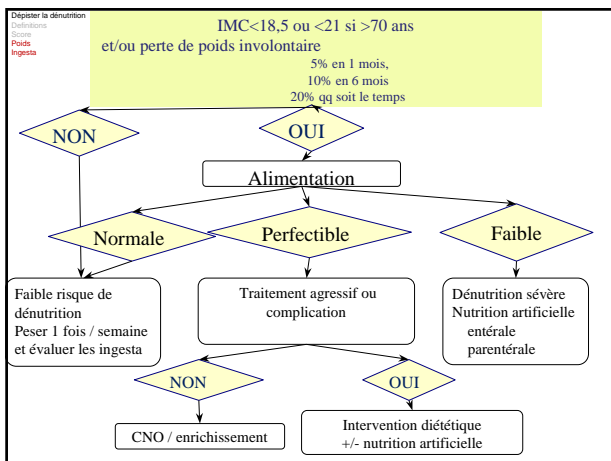 Dépister la dénutrition
Definitions
Score
Poids
Ingesta
IMC<18,5 ou <21 si >70 ans
et/ou perte de poids involontaire
5% en 1 mois,
10% en 6 mois
20% qq soit le temps
NON
OUI
Alimentation
Normale
Perfectible
Faible
Faible risque de
dénutrition
Peser 1 fois / semaine
et évaluer les ingesta
Traitement agressif ou
complication
Dénutrition sévère
Nutrition artificielle
entérale
parentérale
NON
OUI
CNO / enrichissement
Intervention diététique
+/- nutrition artificielle